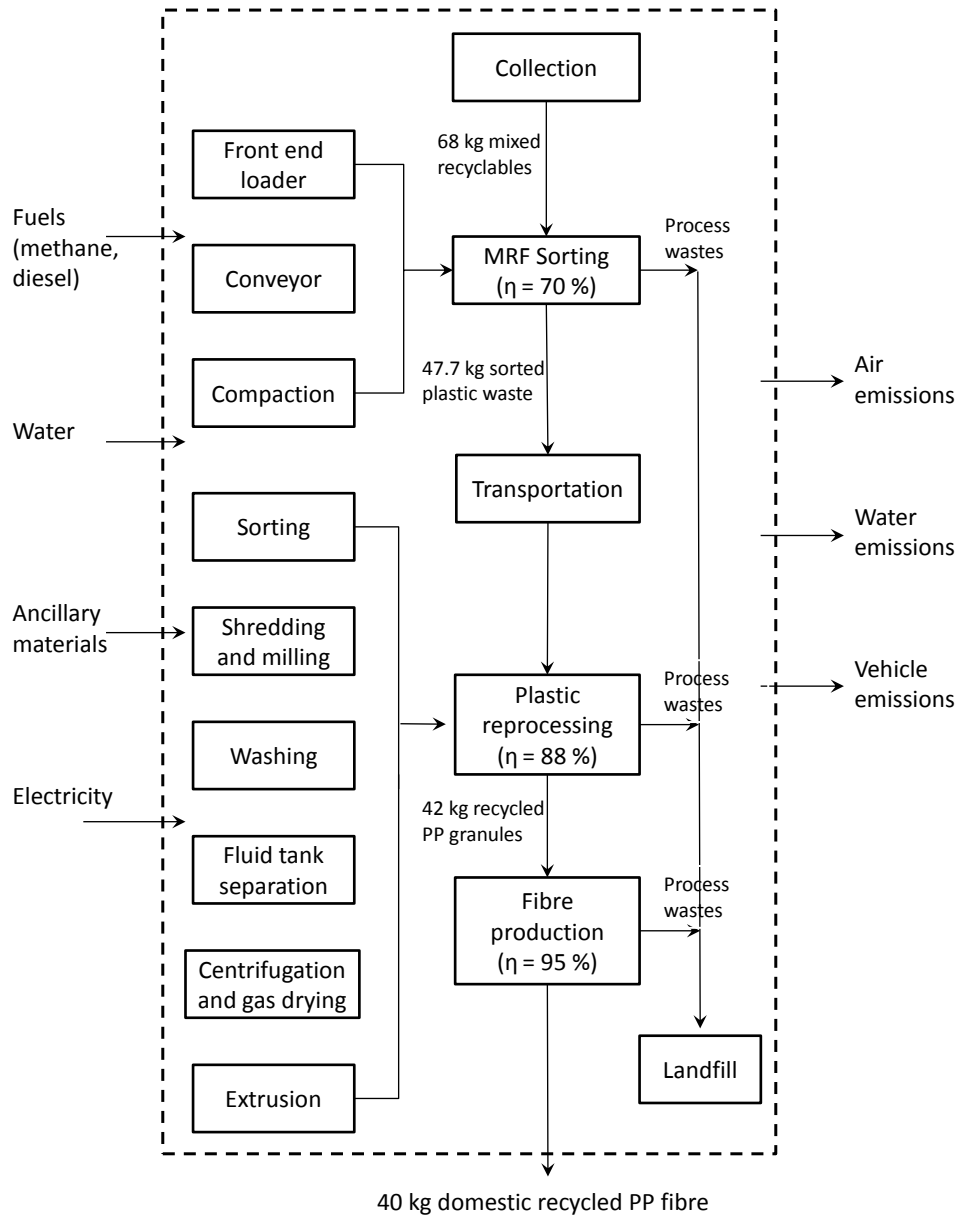 Collection
68 kg mixed
recyclables
Front end
loader
Fuels
(methane,
diesel)
Conveyor
MRF Sorting
(η = 70 %)
Process
wastes
Compaction
47.7 kg sorted
plastic waste
Air
emissions
Water
Transportation
Sorting
Water
emissions
Ancillary
materials
Shredding
and milling
Plastic
reprocessing
(η = 88 %)
Process
wastes
Vehicle
emissions
Washing
Electricity
42 kg recycled
PP granules
Fluid tank
separation
Fibre
production
(η = 95 %)
Process
wastes
Centrifugation
and gas drying
Extrusion
Landfill
40 kg domestic recycled PP fibre